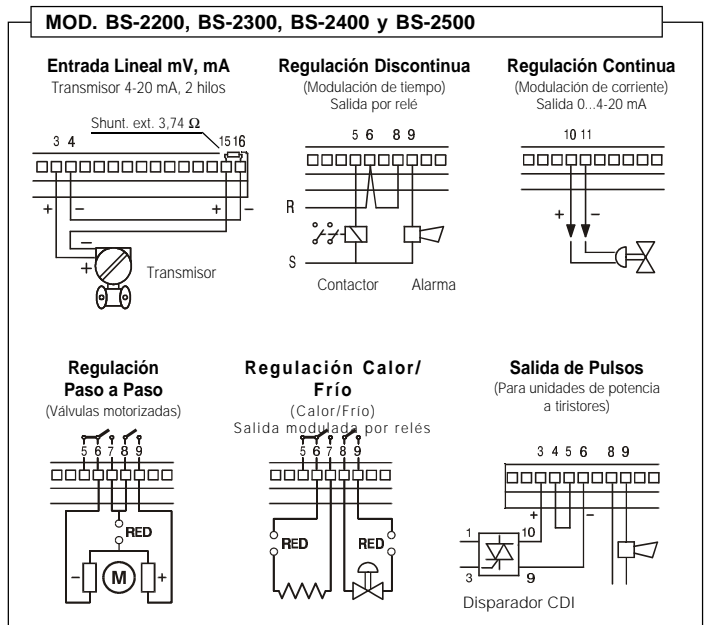 MOD. BS-2200, BS-2300, BS-2400 y BS-2500
Entrada Lineal mV, mA
Transmisor 4-20 mA, 2 hilos
Shunt. ext. 3,74 Ω
3 4
15 16
+
−
+
−
−
+
Transmisor
Regulación Discontinua
(Modulación de tiempo)
Salida por relé
5 6 8 9
R
S
Contactor
Alarma
Regulación Continua
(Modulación de corriente)
Salida 0...4-20 mA
10 11
+
−
Regulación
Paso a Paso
(Válvulas motorizadas)
5 6 7 8 9
RED
−
M
+
Regulación Calor/
Frío
(Calor/Frío)
Salida modulada por relés
5 6 7 8 9
RED
RED
Salida de Pulsos
(Para unidades de potencia
a tiristores)
3 4 5 6 8 9
+
−
1
10
3
9
Disparador CDI